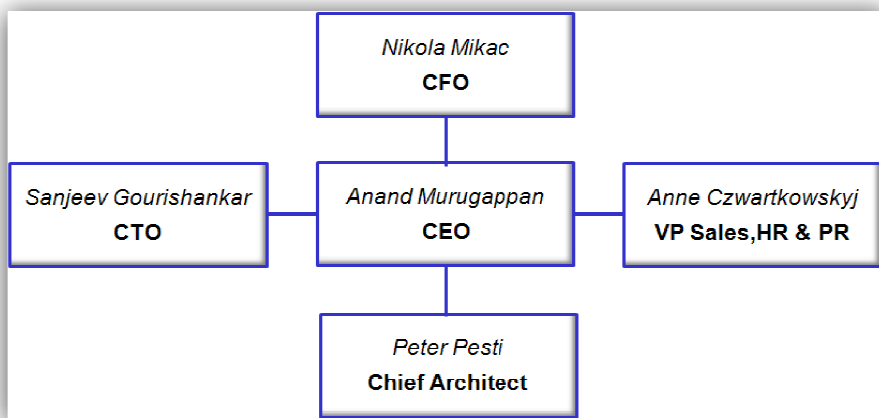 Nikola Mikac
CFO
Sanjeev Gourishankar
CTO
Anand Murugappan
CEO
Anne Czwartkowskyj
VP Sales,HR & PR
Peter Pesti
Chief Architect